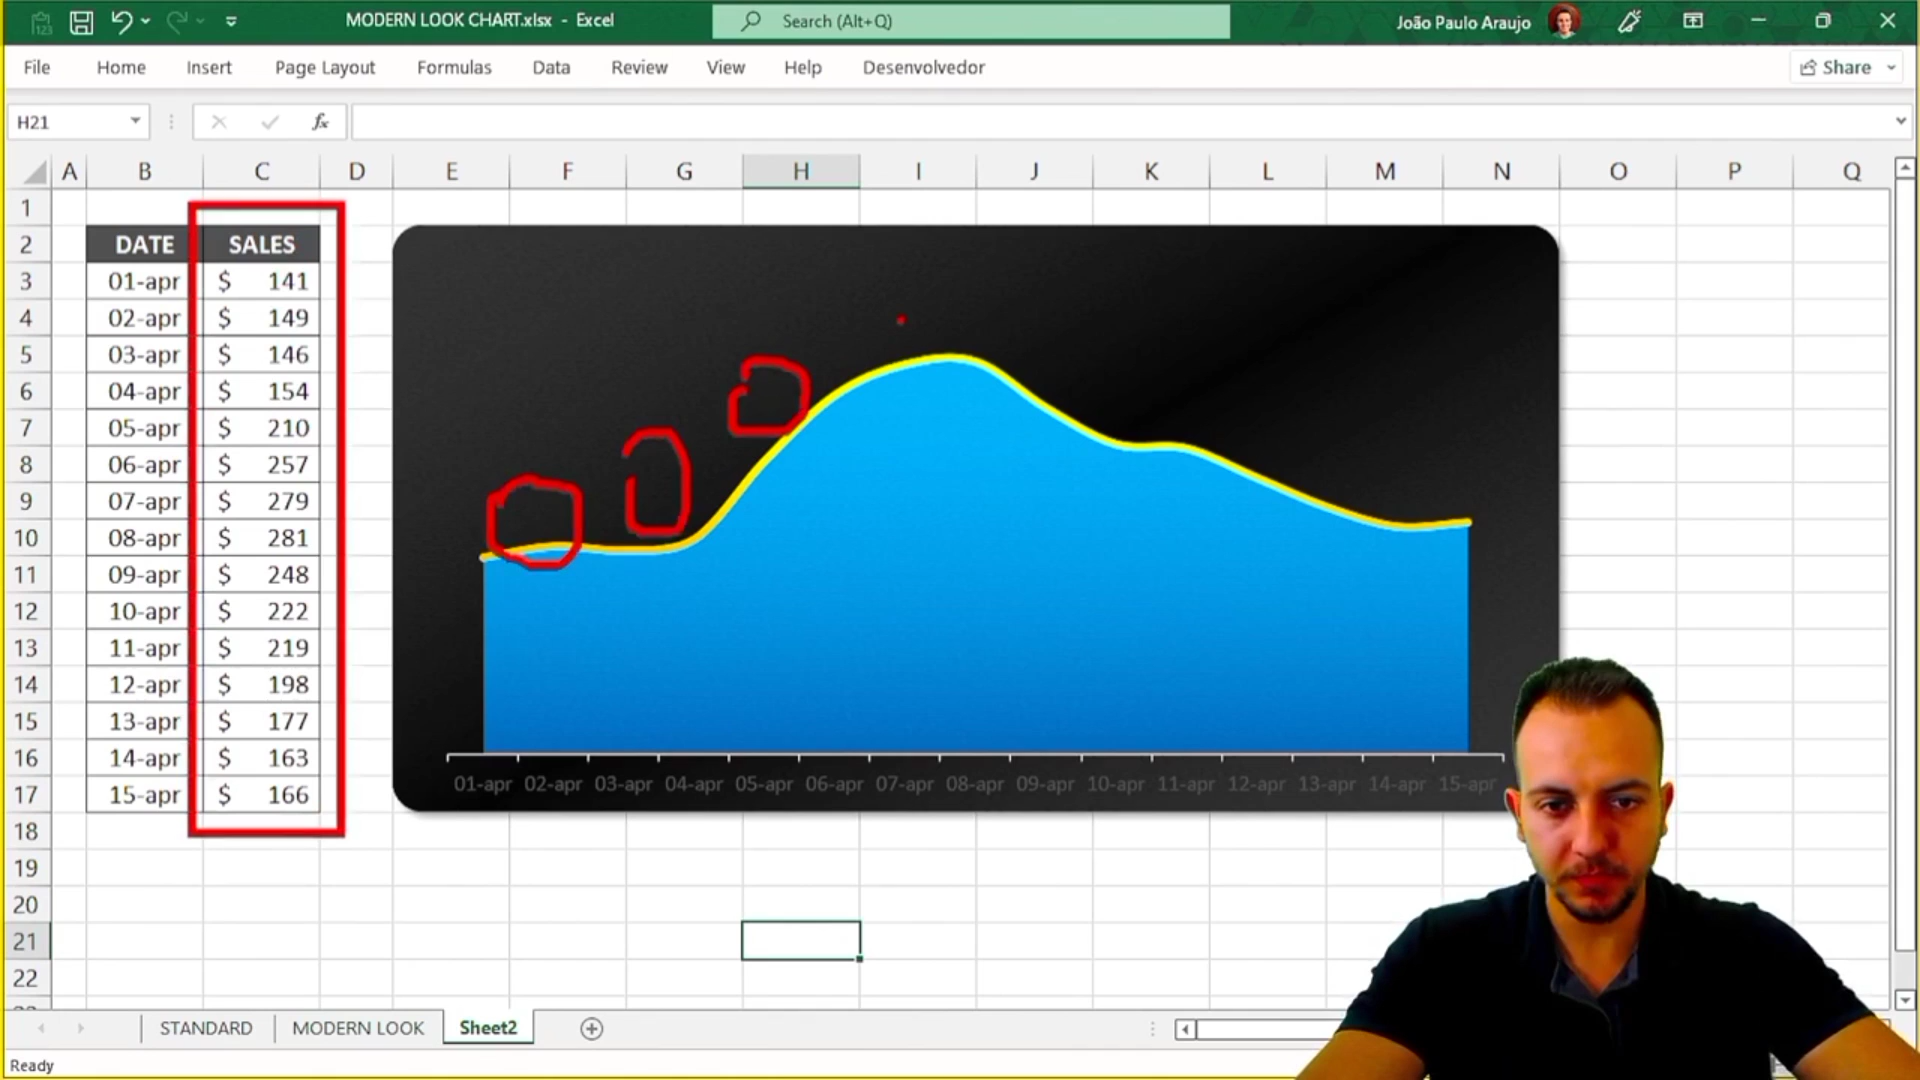 MODERN LOOK CHART.xlsx - Excel
Search (Alt+Q)
João Paulo Araujo
File Home Insert Page Layout Formulas Data Review View Help Desenvolvedor
Share
H21
fx
A B C D E F G H I J K L M N O P Q
1
2 DATE SALES
3 01-apr $ 141
4 02-apr $ 149
5 03-apr $ 146
6 04-apr $ 154
7 05-apr $ 210
8 06-apr $ 257
9 07-apr $ 279
10 08-apr $ 281
11 09-apr $ 248
12 10-apr $ 222
13 11-apr $ 219
14 12-apr $ 198
15 13-apr $ 177
16 14-apr $ 163
17 15-apr $ 166
01-apr 02-apr 03-apr 04-apr 05-apr 06-apr 07-apr 08-apr 09-apr 10-apr 11-apr 12-apr 13-apr 14-apr 15-apr
18
19
20
21
22
STANDARD MODERN LOOK Sheet2
Ready